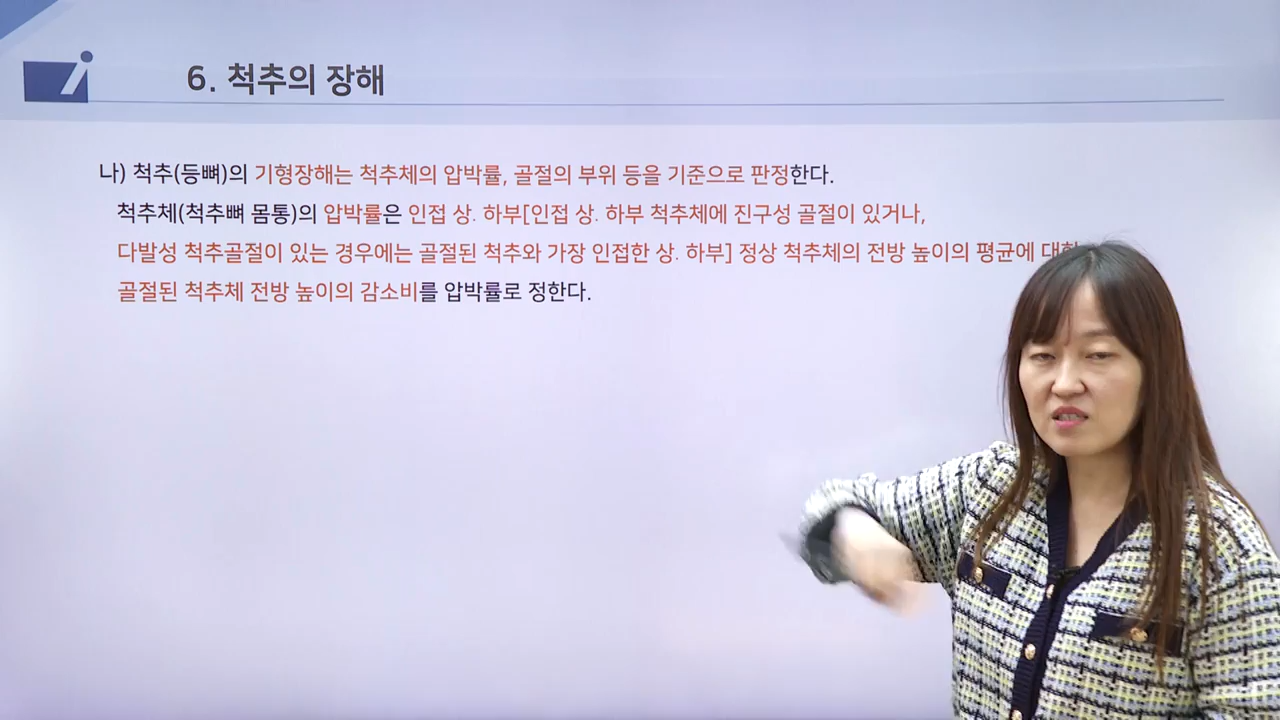 6. 척추의 장해
나) 척추(등뼈)의 기형장해는 척추체의 압박률, 골절의 부위 등을 기준으로 판정한다.
척추체(척추뼈 몸통)의 압박률은 인접 상. 하부[인접 상. 하부 척추체에 진구성 골절이 있거나,
다발성 척추골절이 있는 경우에는 골절된 척추와 가장 인접한 상. 하부] 정상 척추체의 전방 높이의 평균에
골절된 척추체 전방 높이의 감소비를 압박률로 정한다.